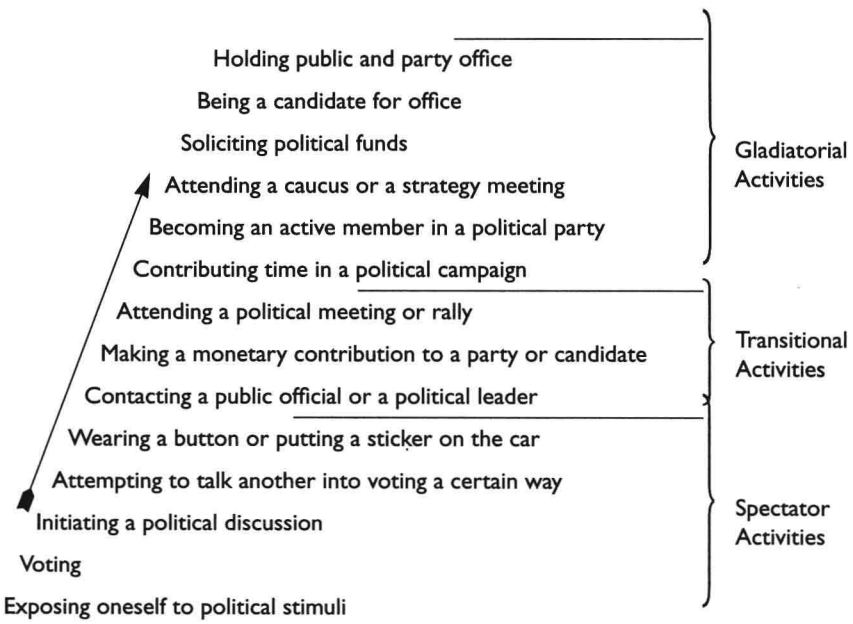 Holding public and party office
Being a candidate for office
Soliciting political funds
Attending a caucus or a strategy meeting
Becoming an active member in a political party
Contributing time in a political campaign
Gladiatorial
Activities
Attending a political meeting or rally
Making a monetary contribution to a party or candidate
Contacting a public official or a political leader
Transitional
Activities
Wearing a button or putting a sticker on the car
Attempting to talk another into voting a certain way
Initiating a political discussion
Voting
Exposing oneself to political stimuli
Spectator
Activities